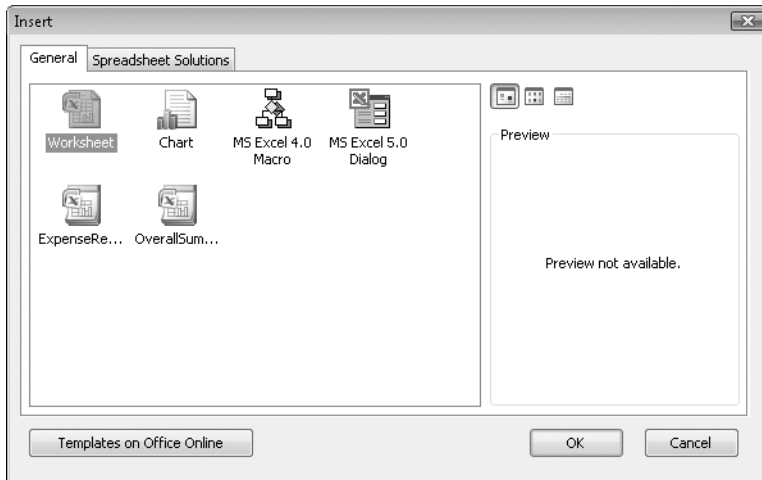 Insert
General
Spreadsheet Solutions
Worksheet
Chart
MS Excel 4.0
Macro
MS Excel 5.0
Dialog
ExpenseRe...
OverallSum...
Preview
Preview not available.
Templates on Office Online
OK
Cancel